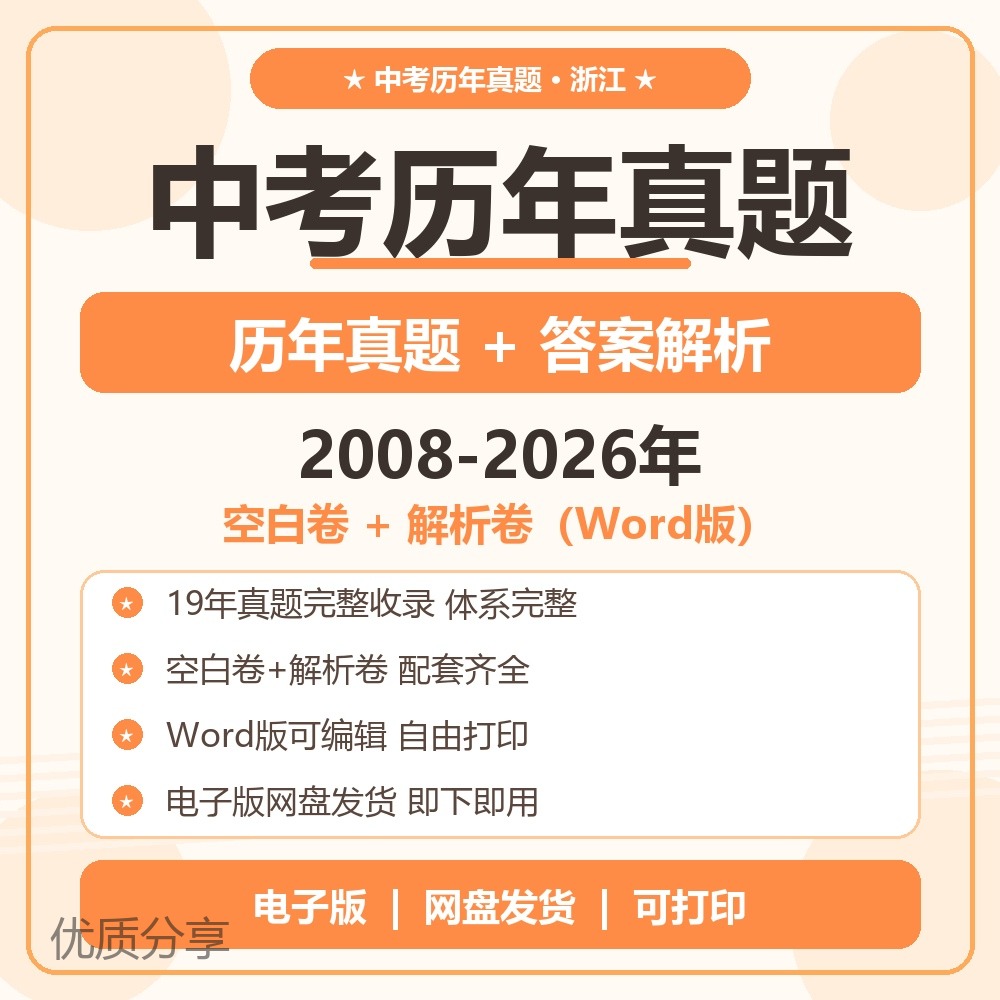 ★ 中考历年真题 • 浙江 ★
中考历年真题
历年真题 + 答案解析
2008-2026年
空白卷 + 解析卷（Word版）
★ 19年真题完整收录 体系完整
★ 空白卷+解析卷 配套齐全
★ Word版可编辑 自由打印
★ 电子版网盘发货 即下即用
电子版 | 网盘发货 | 可打印
优质分享